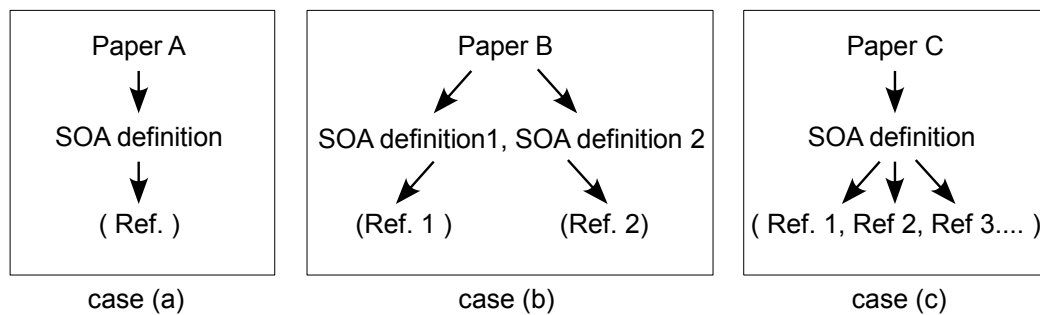 Paper A
SOA definition
( Ref. )
case (a)
Paper B
SOA definition1, SOA definition 2
(Ref. 1 )
(Ref. 2)
case (b)
Paper C
SOA definition
( Ref. 1, Ref 2, Ref 3.... )
case (c)